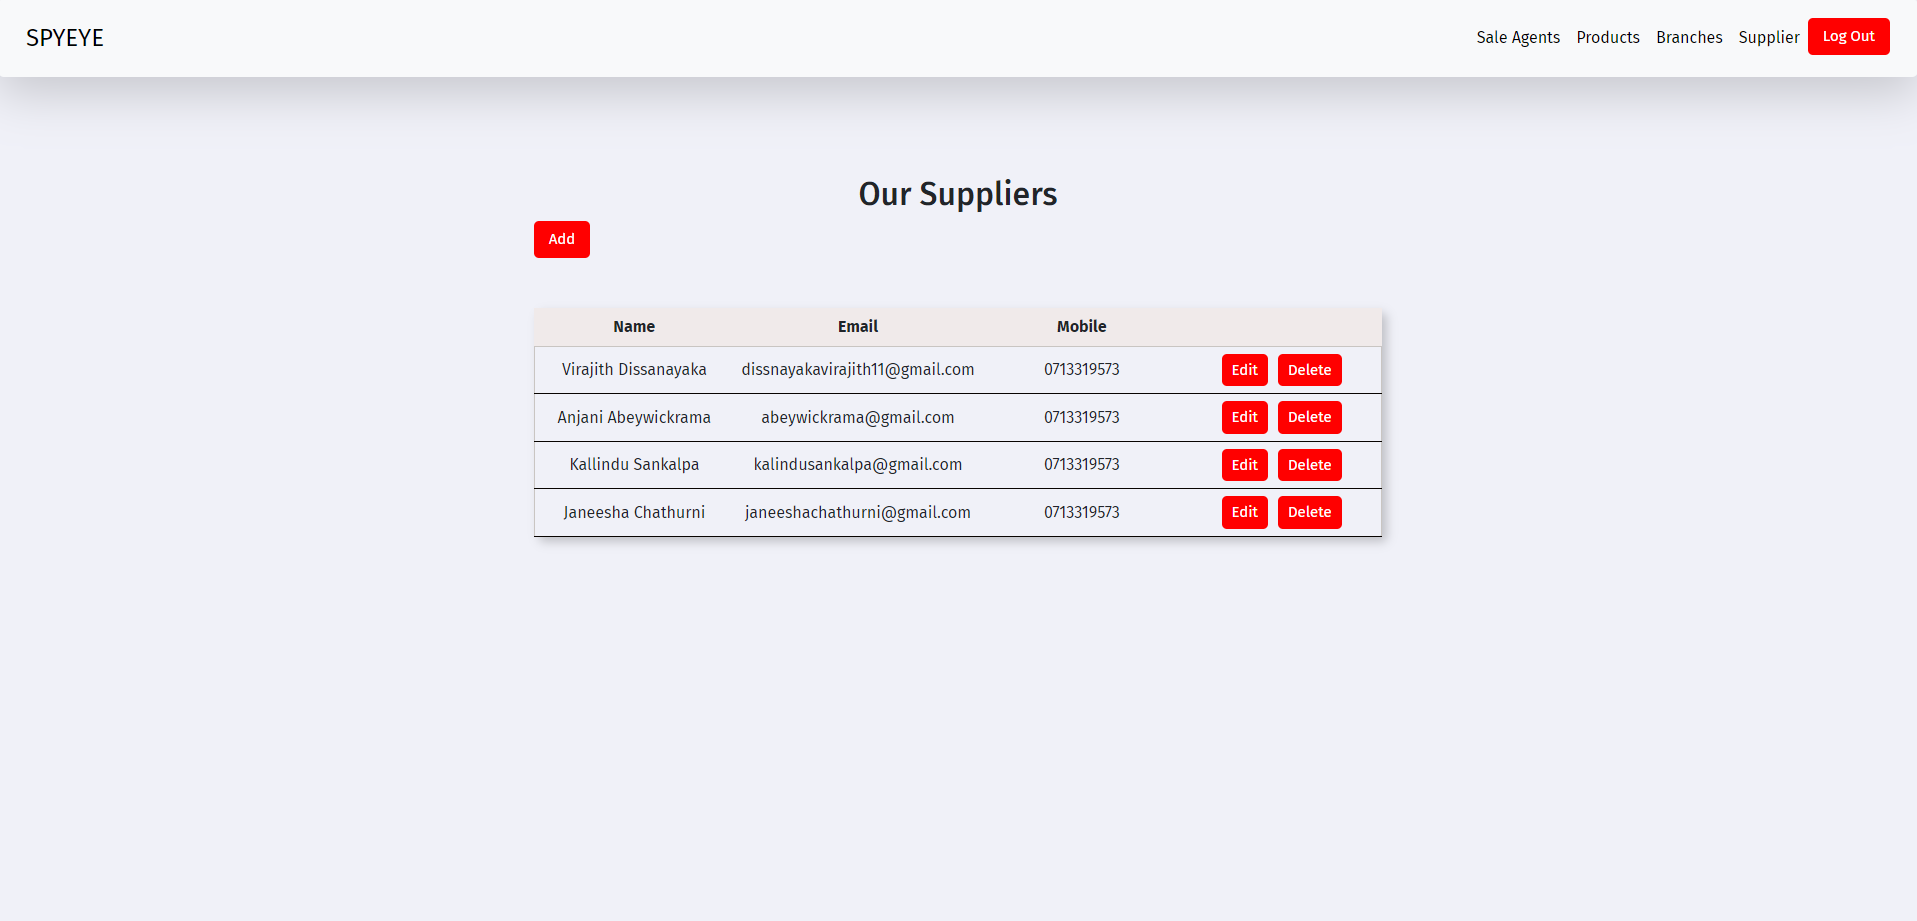 SPYEYE Sale Agents Products Branches Supplier Log Out
Our Suppliers
Add
Name Email Mobile
Virajith Dissanayaka dissnayakavirajith11@gmail.com 0713319573 Edit Delete
Anjani Abeywickrama abeywickrama@gmail.com 0713319573 Edit Delete
Kallindu Sankalpa kalindusankalpa@gmail.com 0713319573 Edit Delete
Janeesha Chathurni janeeshachathurni@gmail.com 0713319573 Edit Delete